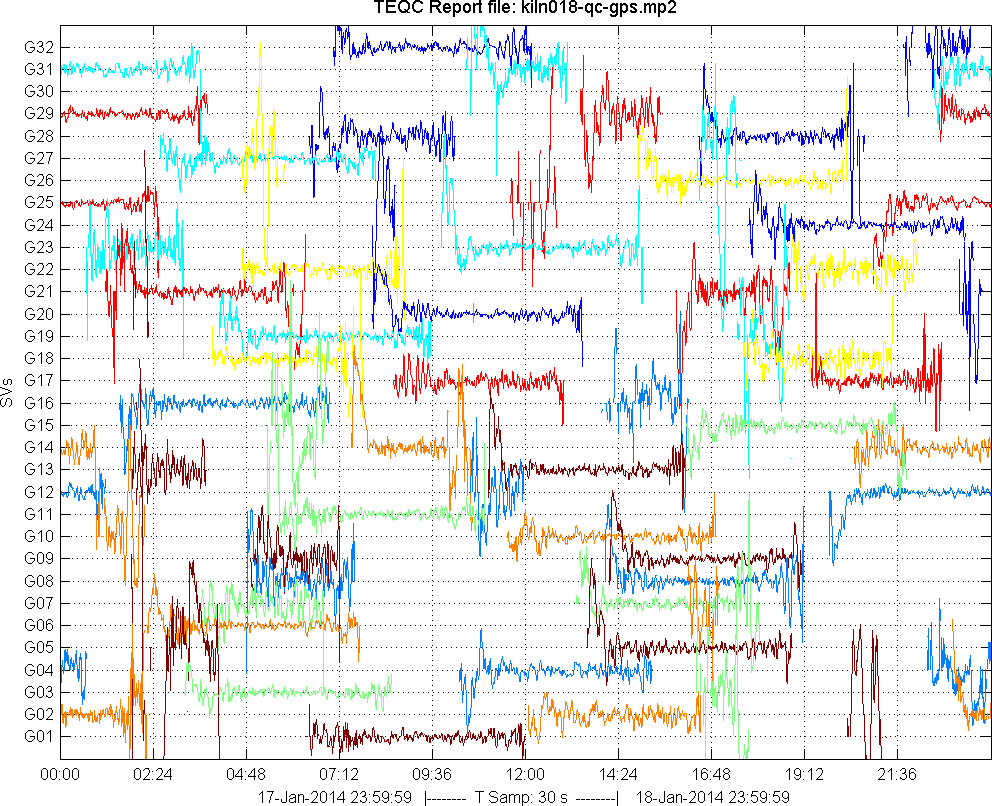 TEQC Report file: kiln018-qc-gps.mp2
G32
G31
G30
G29
G28
G27
G26
G25
G24
G23
G22
G21
G20
G19
G18
G17
G16
G15
G14
G13
G12
G11
G10
G09
G08
G07
G06
G05
G04
G03
G02
G01
SVs
00:00 02:24 04:48 07:12 09:36 12:00 14:24 16:48 19:12 21:36
17-Jan-2014 23:59:59 |-------- T Samp: 30 s --------| 18-Jan-2014 23:59:59